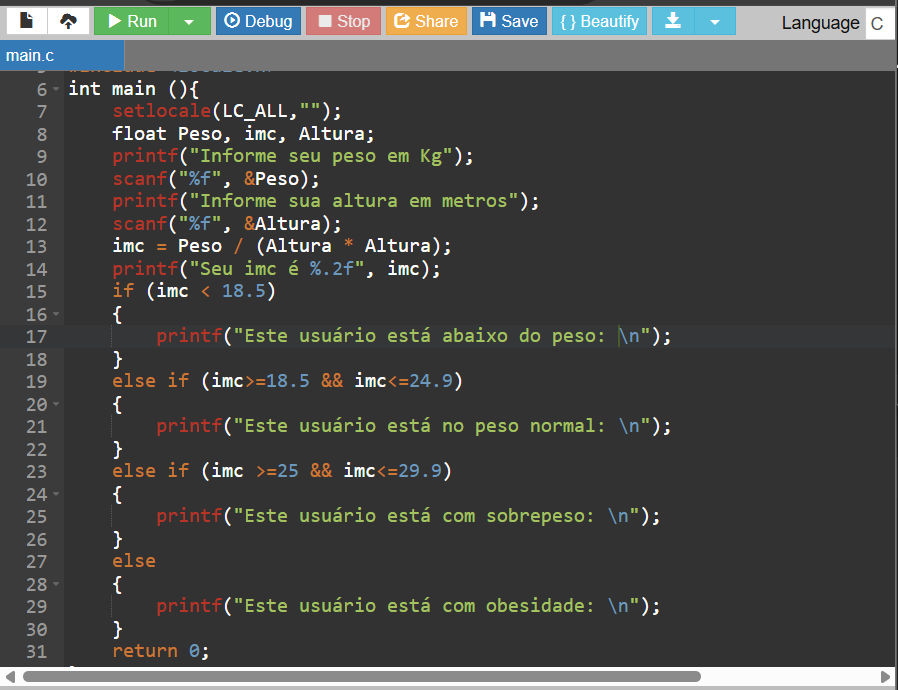 Run Debug Stop Share Save { } Beautify Language C
main.c
6 int main (){
7 setlocale(LC_ALL,"");
8 float Peso, imc, Altura;
9 printf("Informe seu peso em Kg");
10 scanf("%f", &Peso);
11 printf("Informe sua altura em metros");
12 scanf("%f", &Altura);
13 imc = Peso / (Altura * Altura);
14 printf("Seu imc é %.2f", imc);
15 if (imc < 18.5)
16 {
17 printf("Este usuário está abaixo do peso: \n");
18 }
19 else if (imc>=18.5 && imc<=24.9)
20 {
21 printf("Este usuário está no peso normal: \n");
22 }
23 else if (imc >=25 && imc<=29.9)
24 {
25 printf("Este usuário está com sobrepeso: \n");
26 }
27 else
28 {
29 printf("Este usuário está com obesidade: \n");
30 }
31 return 0;